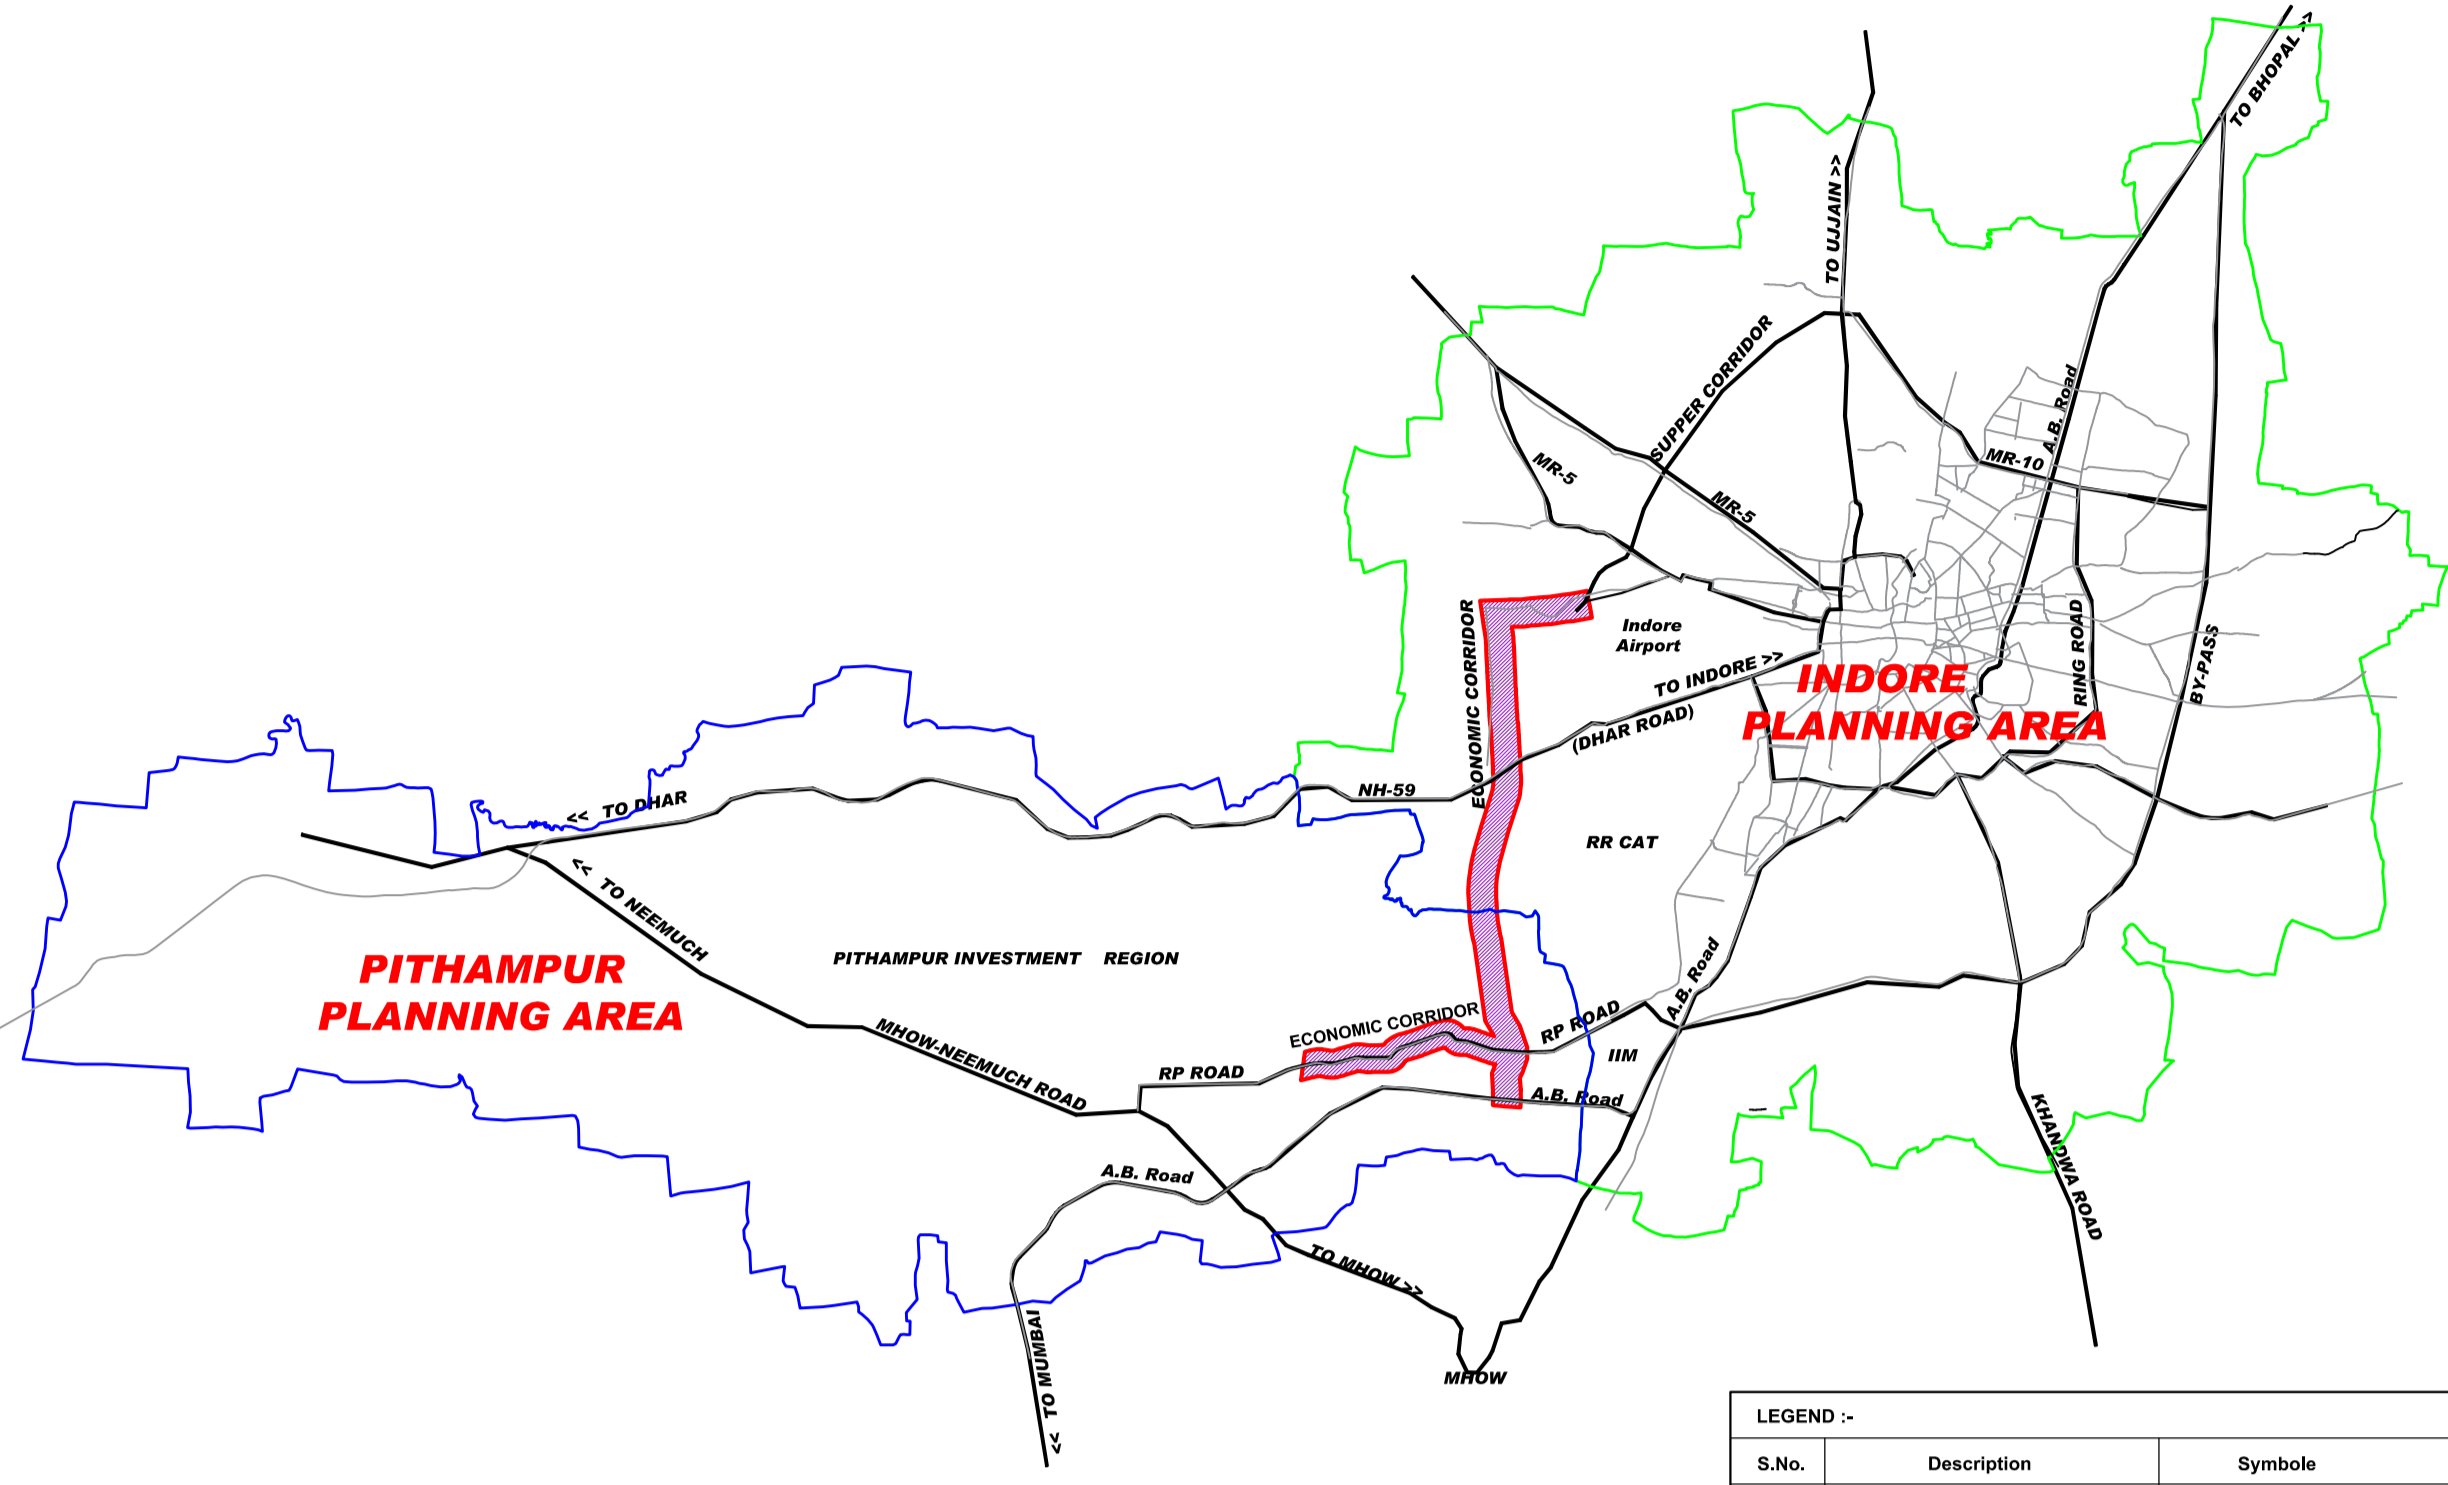 TO BHOPAL >>
TO UJJAIN >>
SUPPER CORRIDOR
A.B. Road
MR-10
MR-5
MR-5
ECONOMIC CORRIDOR
Indore
Airport
RING ROAD
BY-PASS
TO INDORE >>
(DHAR ROAD)
INDORE
PLANNING AREA
NH-59
<< TO DHAR
RR CAT
<< TO NEEMUCH
PITHAMPUR INVESTMENT REGION
PITHAMPUR
PLANNING AREA
A.B. Road
ECONOMIC CORRIDOR
RP ROAD
IIM
MHOW-NEEMUCH ROAD
RP ROAD
A.B. Road
KHANDWA ROAD
A.B. Road
TO MHOW >>
<< TO MUMBAI
MHOW
LEGEND :-
S.No. Description Symbole